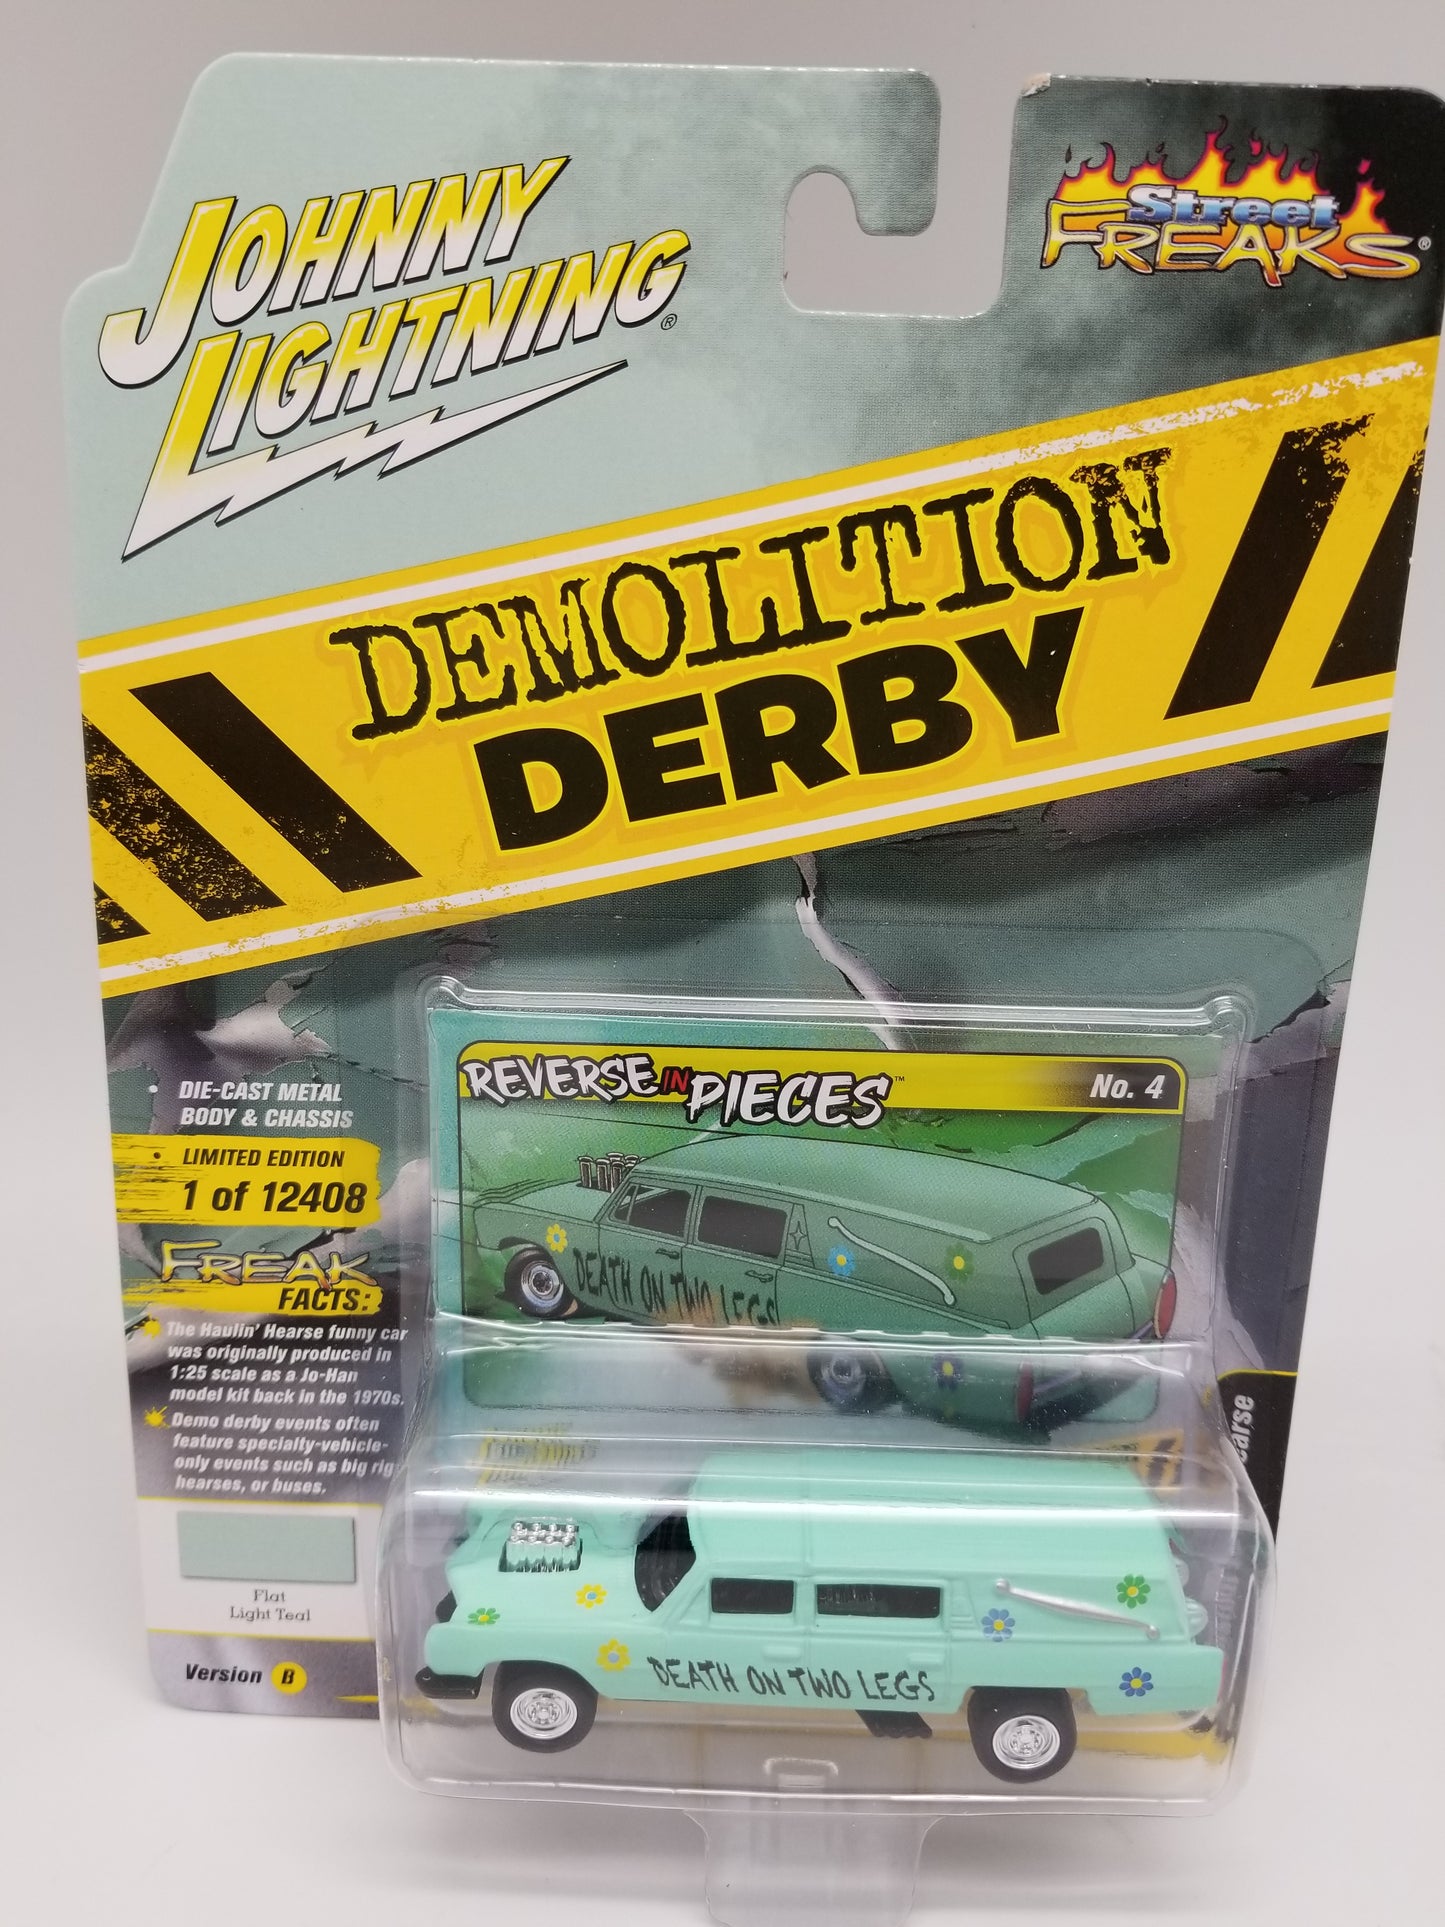 JOHNNY
LIGHTNING®
Street
FREAKS®
DEMOLITION
DERBY
REVERSE IN PIECES™
No. 4
DEATH ON TWO LEGS
• DIE-CAST METAL
BODY & CHASSIS
• LIMITED EDITION
1 of 12408
FREAK
FACTS:
The Haulin' Hearse funny car
was originally produced in
1:25 scale as a Jo-Han
model kit back in the 1970s.
Demo derby events often
feature specialty-vehicle-
only events such as big rig
hearses, or buses.
Flat
Light Teal
Version B
DEATH ON TWO LEGS